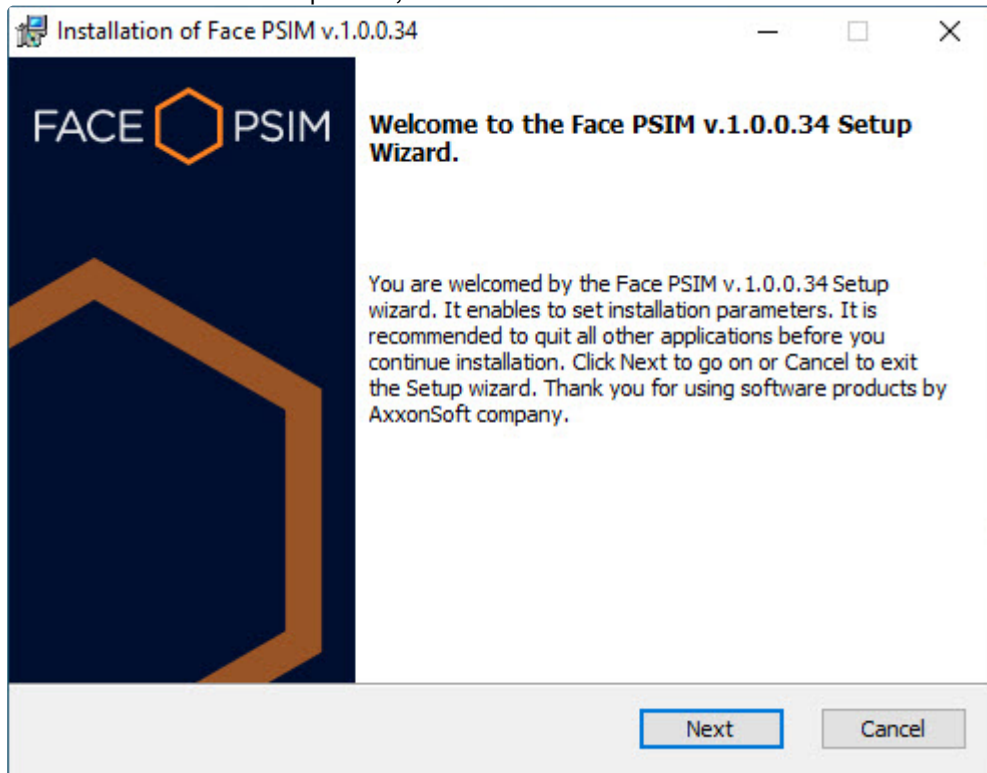 Installation of Face PSIM v.1.0.0.34
FACE PSIM
Welcome to the Face PSIM v.1.0.0.34 Setup
Wizard.
You are welcomed by the Face PSIM v.1.0.0.34 Setup
wizard. It enables to set installation parameters. It is
recommended to quit all other applications before you
continue installation. Click Next to go on or Cancel to exit
the Setup wizard. Thank you for using software products by
AxxonSoft company.
Next
Cancel